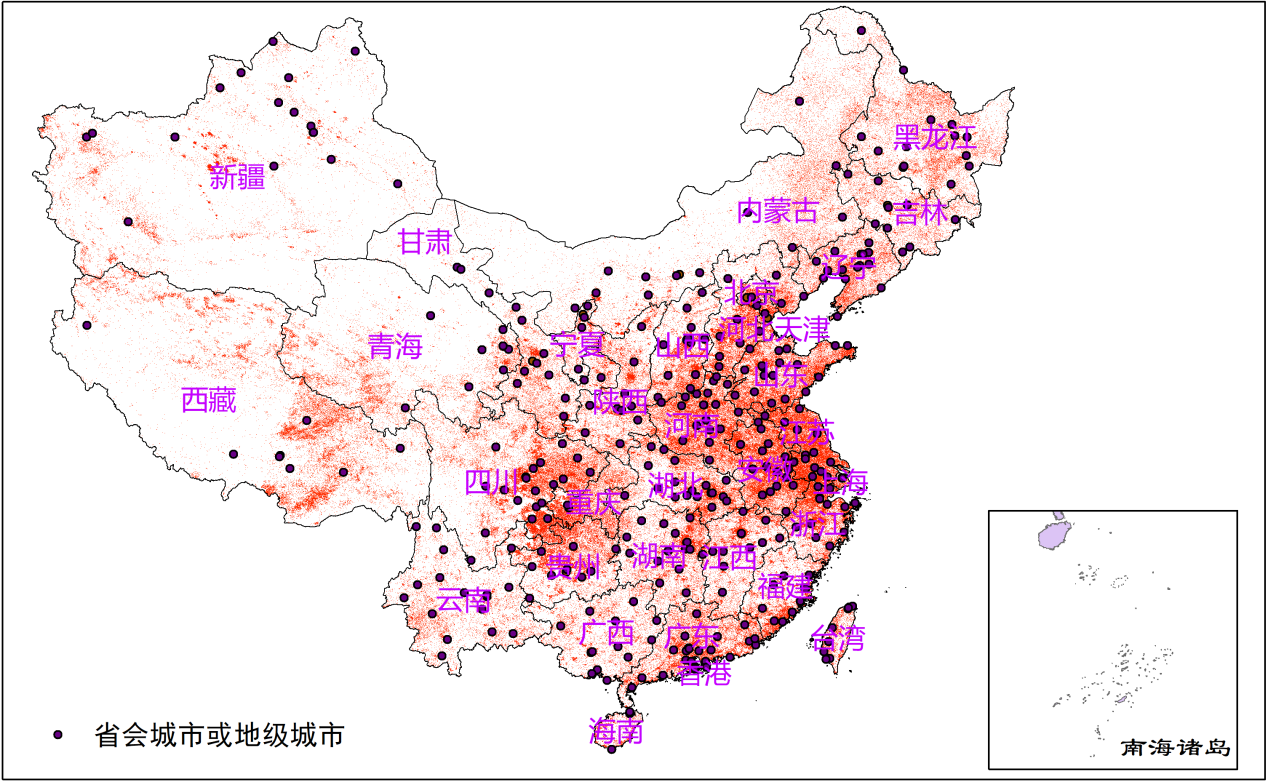 黑龙江
新疆
内蒙古
吉林
甘肃
辽宁
北京
河北
天津
青海
宁夏
山西
山东
西藏
陕西
河南
江苏
四川
重庆
湖北
安徽
上海
浙江
贵州
湖南
江西
福建
云南
广西
广东
台湾
香港
海南
省会城市或地级城市
南海诸岛